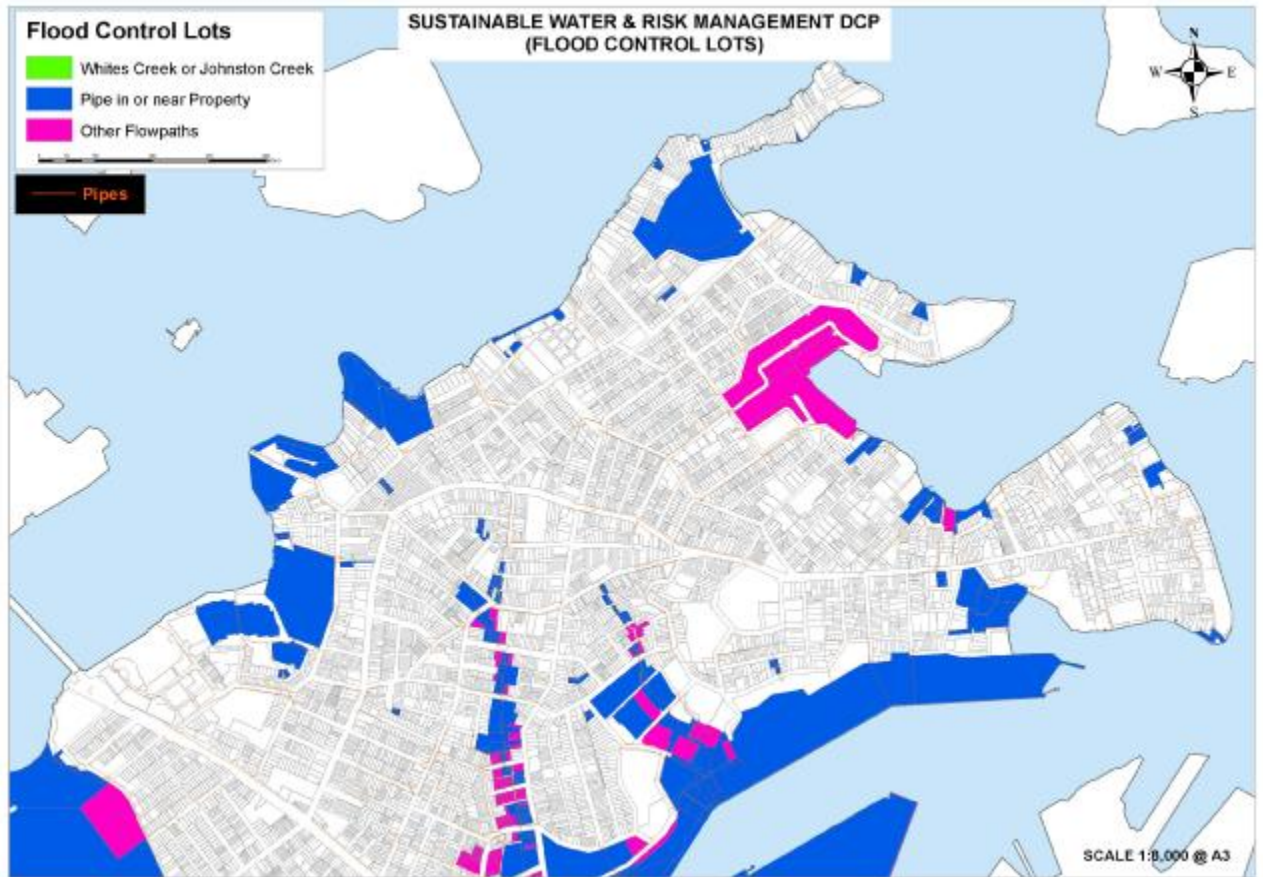 SUSTAINABLE WATER & RISK MANAGEMENT DCP
(FLOOD CONTROL LOTS)
Flood Control Lots
Whites Creek or Johnston Creek
Pipe in or near Property
Other Flowpaths
Pipes
N
W E
S
SCALE 1:8,000 @ A3